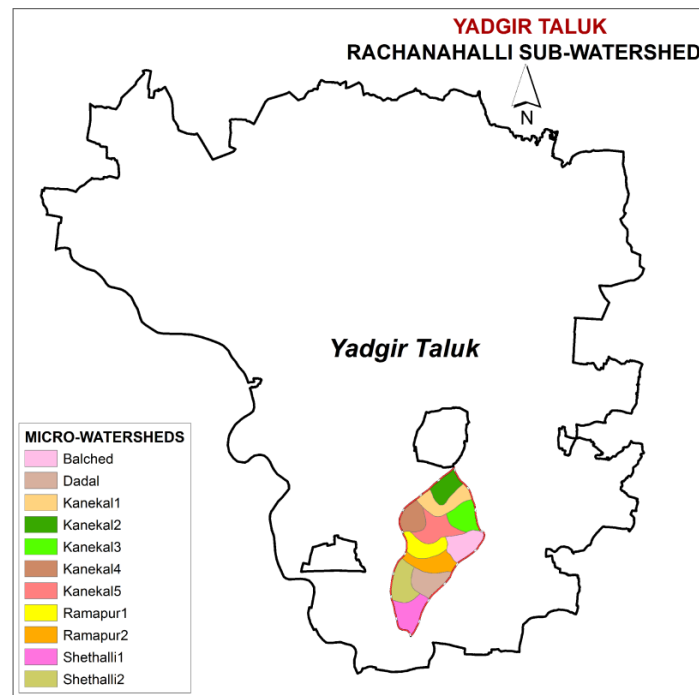 YADGIR TALUK
RACHANAHALLI SUB-WATERSHED
N
Yadgir Taluk
MICRO-WATERSHEDS
Balched
Dadal
Kanekal1
Kanekal2
Kanekal3
Kanekal4
Kanekal5
Ramapur1
Ramapur2
Shethalli1
Shethalli2